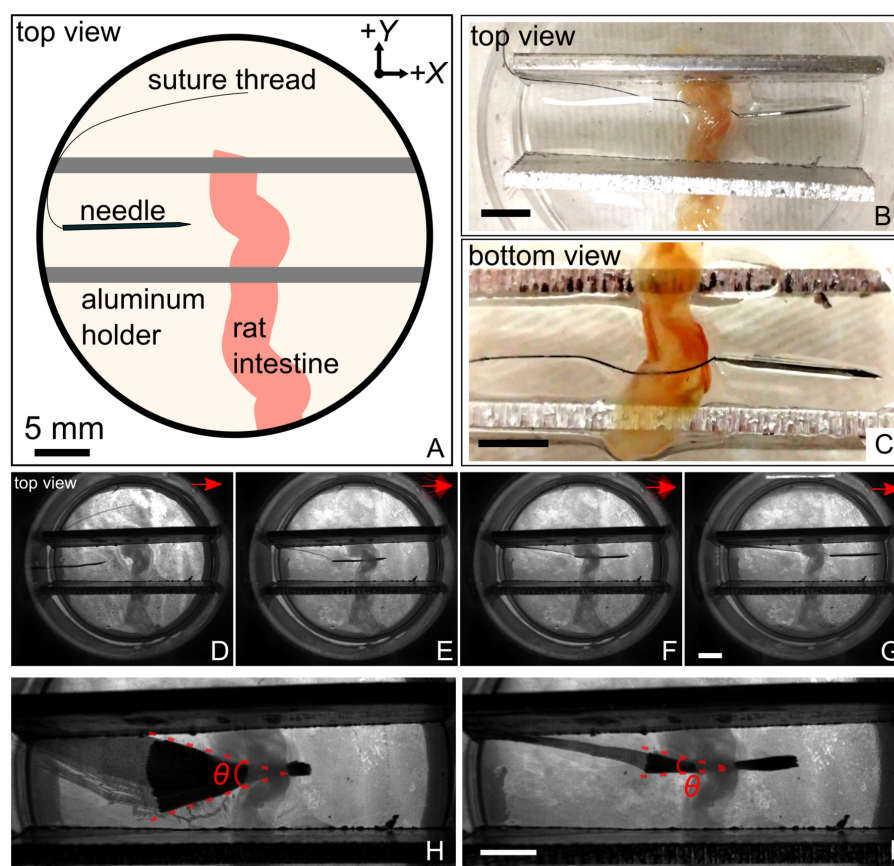 top view
+Y
+X
suture thread
needle
aluminum
holder
rat
intestine
5 mm
A
top view
B
bottom view
C
top view
D
E
F
G
θ
H
θ